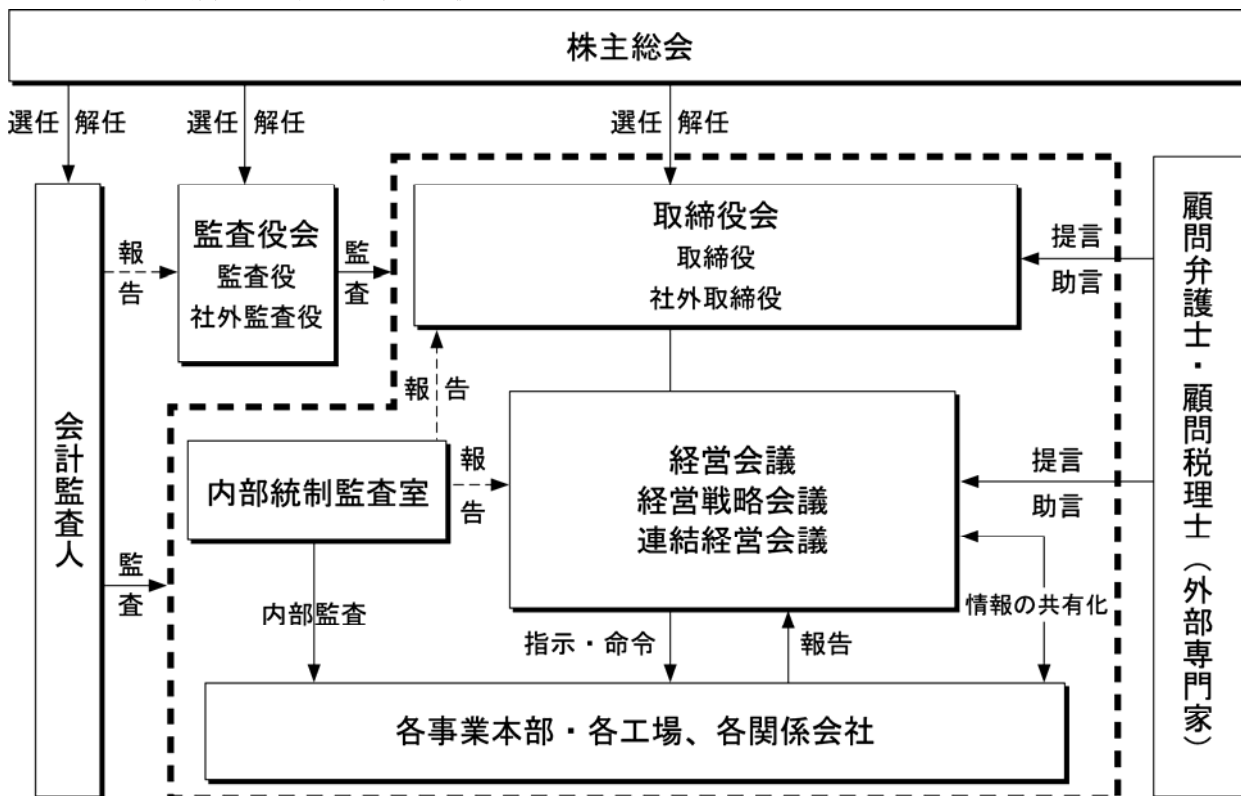 株主総会
選任 解任
選任 解任
選任 解任
監査役会
監査役
社外監査役
取締役会
取締役
社外取締役
報告
監査
提言
助言
顧問弁護士・顧問税理士（外部専門家）
報告
会計監査人
内部統制監査室
報告
経営会議
経営戦略会議
連結経営会議
提言
助言
監査
内部監査
情報の共有化
指示・命令
報告
各事業本部・各工場、各関係会社